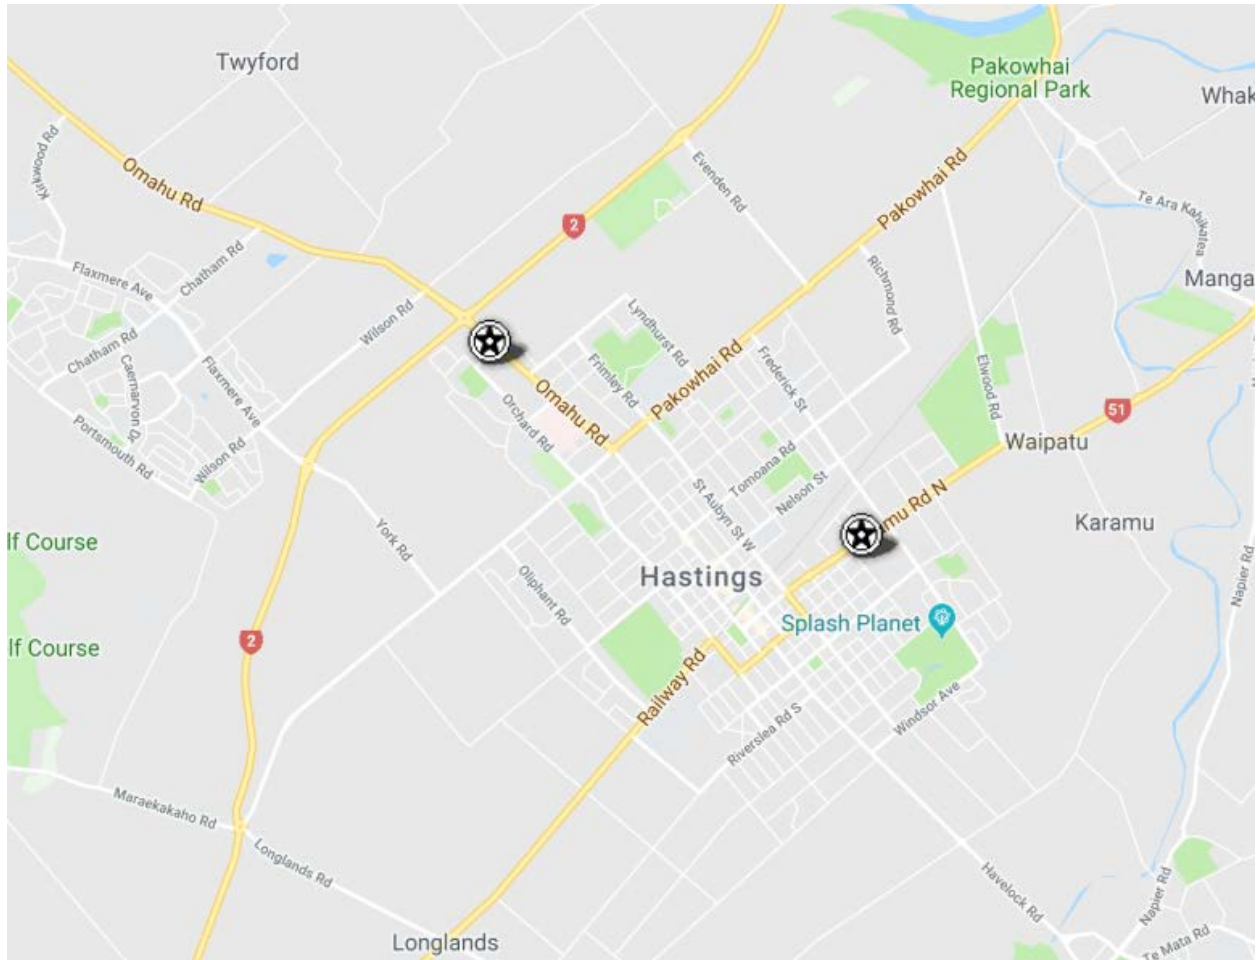 Twyford
Pakowhai
Regional Park
Whak
Kirkwood Rd
Omahu Rd
Evenden Rd
Pakowhai Rd
Te Ara Kahikatea
2
Flaxmere Ave
Chatham Rd
Richmond Rd
Manga
Wilson Rd
Lyndhurst Rd
Chatham Rd
Caernarvon Dr
Flaxmere Ave
Frimley Rd
Pakowhai Rd
Frederick St
Elwood Rd
51
Omahu Rd
Orchard Rd
Portsmouth Rd
Wilson Rd
Tomoana Rd
Nelson St
Waipatu
St Aubyn St W
mu Rd N
Karamu
lf Course
York Rd
Oliphant Rd
Hastings
Napier Rd
Splash Planet
2
lf Course
Railway Rd
Riverslea Rd S
Windsor Ave
Maraekakaho Rd
Longlands Rd
Havelock Rd
Napier Rd
Longlands
Te Mata Rd